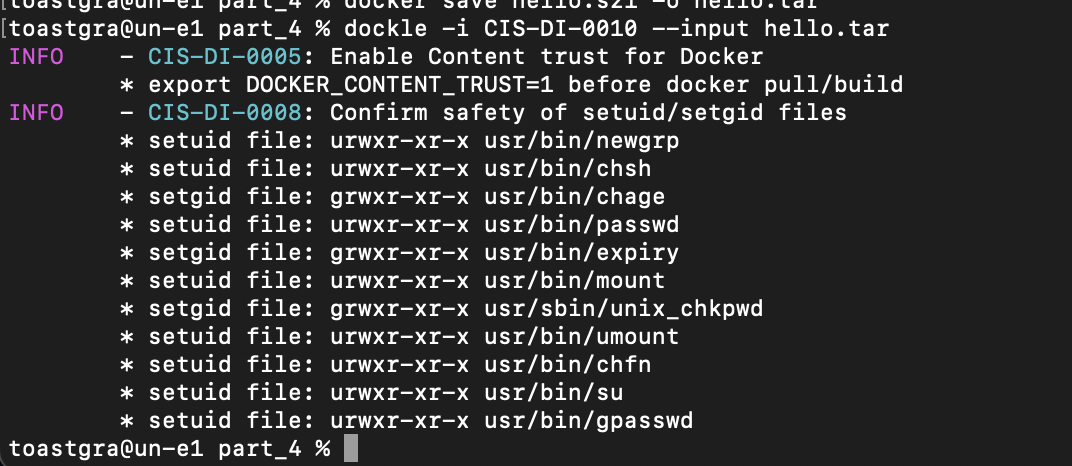 [toastgra@un-e1 part_4 % docker save hello:s21 -o hello.tar
[toastgra@un-e1 part_4 % dockle -i CIS-DI-0010 --input hello.tar
INFO - CIS-DI-0005: Enable Content trust for Docker
* export DOCKER_CONTENT_TRUST=1 before docker pull/build
INFO - CIS-DI-0008: Confirm safety of setuid/setgid files
* setuid file: urwxr-xr-x usr/bin/newgrp
* setuid file: urwxr-xr-x usr/bin/chsh
* setgid file: grwxr-xr-x usr/bin/chage
* setuid file: urwxr-xr-x usr/bin/passwd
* setgid file: grwxr-xr-x usr/bin/expiry
* setuid file: urwxr-xr-x usr/bin/mount
* setgid file: grwxr-xr-x usr/sbin/unix_chkpwd
* setuid file: urwxr-xr-x usr/bin/umount
* setuid file: urwxr-xr-x usr/bin/chfn
* setuid file: urwxr-xr-x usr/bin/su
* setuid file: urwxr-xr-x usr/bin/gpasswd
toastgra@un-e1 part_4 %